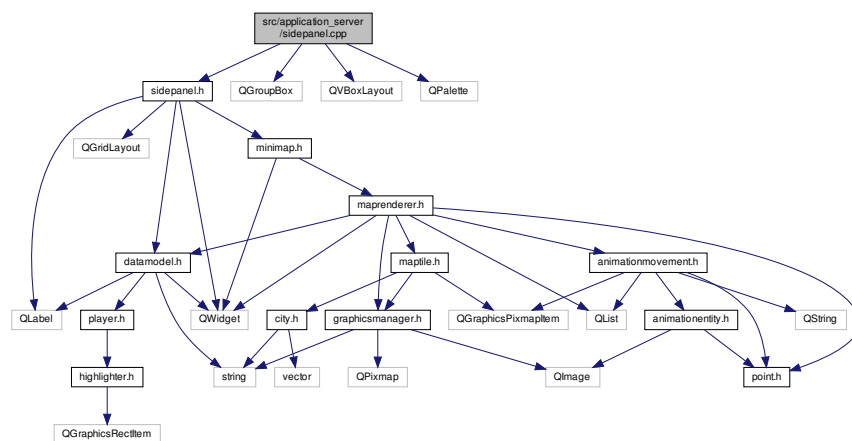 src/application_server
/sidepanel.cpp
sidepanel.h
QGroupBox
QVBoxLayout
QPalette
QGridLayout
minimap.h
maprenderer.h
datamodel.h
maptile.h
animationmovement.h
QLabel
player.h
QWidget
city.h
graphicsmanager.h
QGraphicsPixmapItem
QList
animationentity.h
QString
highlighter.h
string
vector
QPixmap
QImage
point.h
QGraphicsRectItem